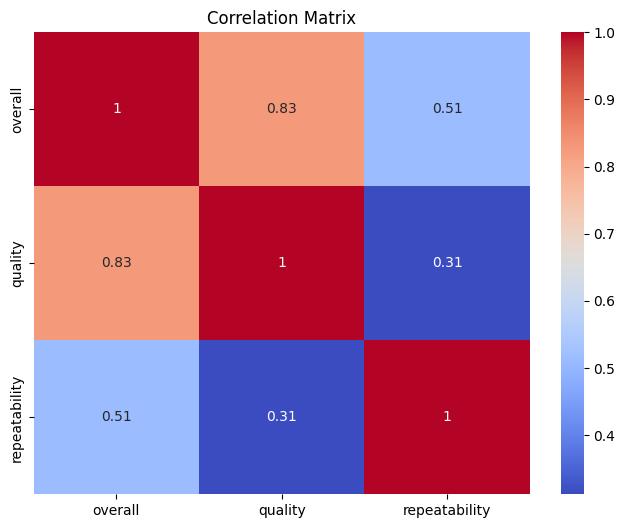 Correlation Matrix
overall
1
0.83
0.51
quality
0.83
1
0.31
repeatability
0.51
0.31
1
overall
quality
repeatability
1.0
0.9
0.8
0.7
0.6
0.5
0.4